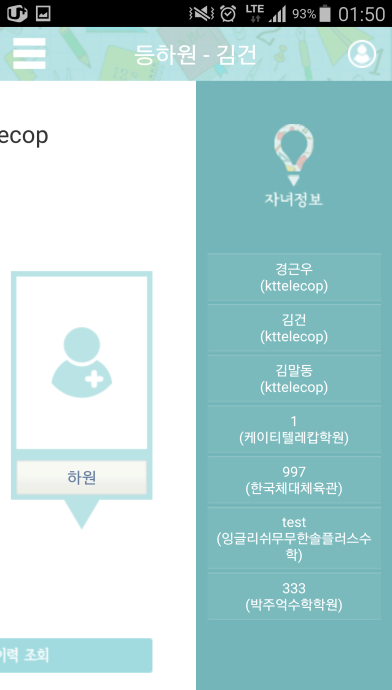 LTE 93% 01:50
등하원 - 김건
ecop
하원
이력 조회
자녀정보
경근우
(kttelecop)
김건
(kttelecop)
김말동
(kttelecop)
1
(케이티텔레캅학원)
997
(한국체대체육관)
test
(잉글리쉬무무한솔플러스수
학)
333
(박주억수학학원)